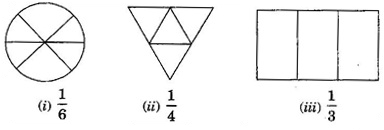 (i) 1/6 (ii) 1/4 (iii) 1/3